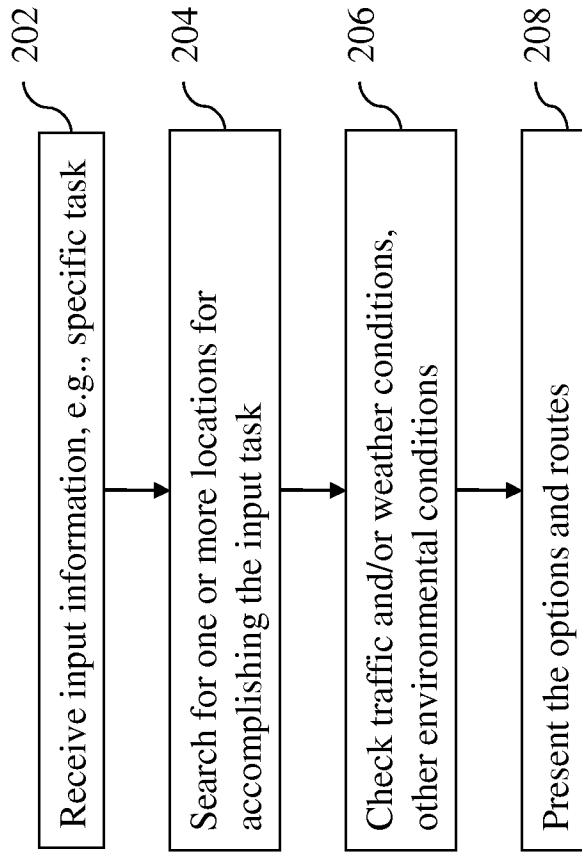 202
Receive input information, e.g., specific task
204
Search for one or more locations for
accomplishing the input task
206
Check traffic and/or weather conditions,
other environmental conditions
208
Present the options and routes